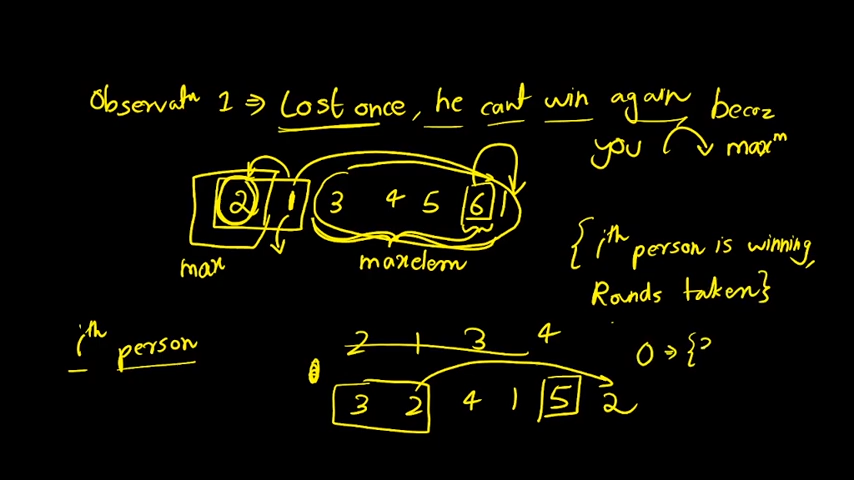 Observatn 1 ⇒ Lost once, he cant win again becoz
you max^m
2 1 3 4 5 6 1
max
maxelem
{ i^th person is winning,
Rounds taken}
i^th person
2 1 3 4
0 ⇒ {
3 2 4 1 5 2